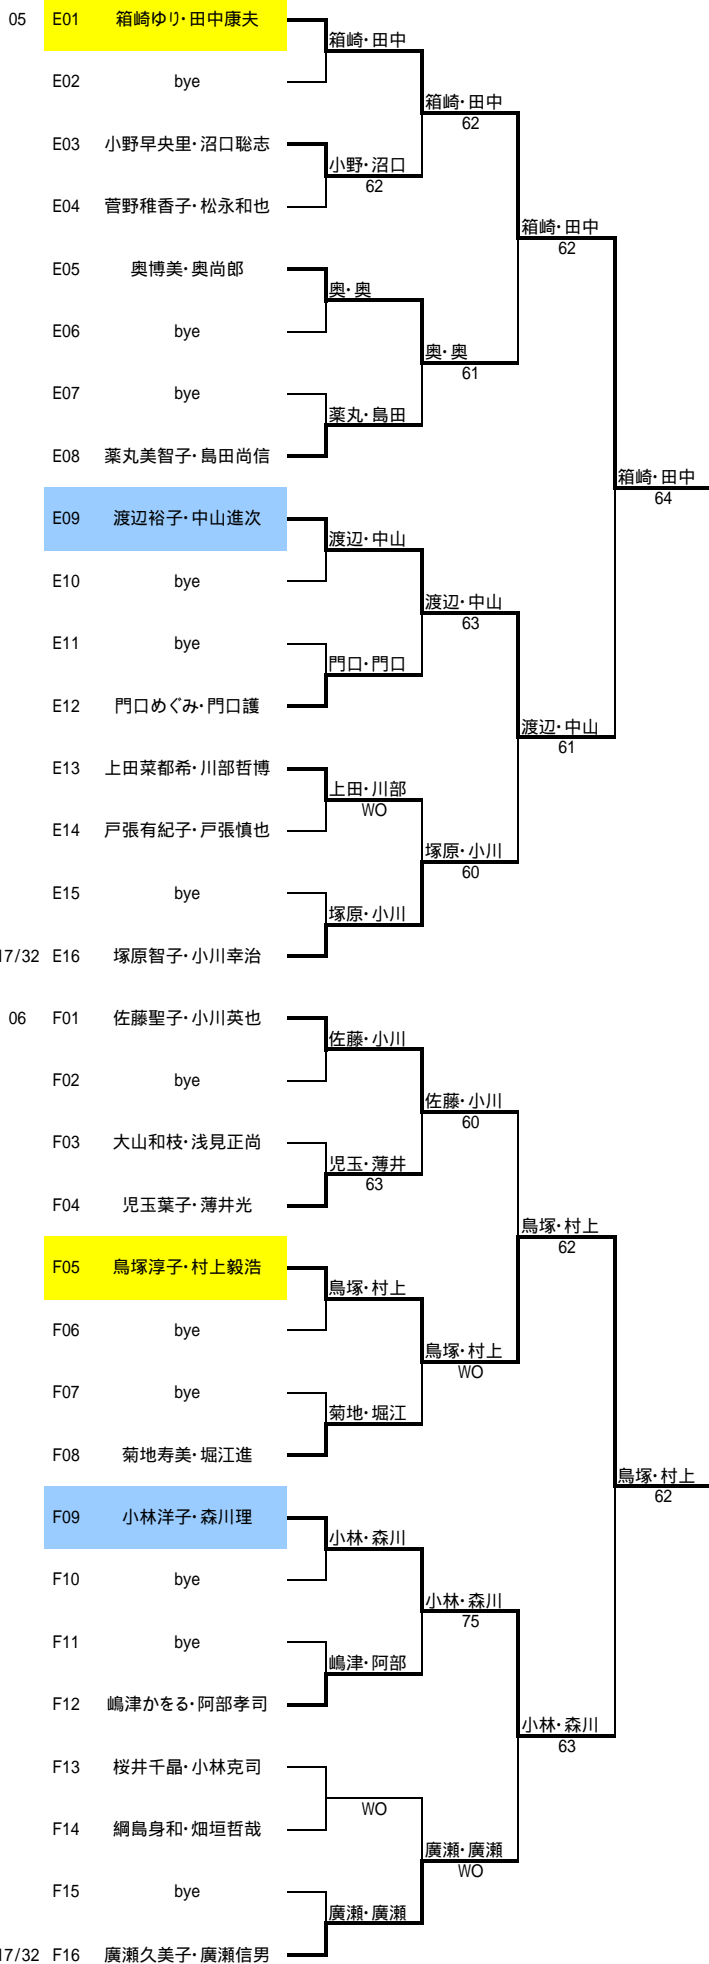 05 E01 箱崎ゆり・田中康夫
箱崎・田中
E02 bye
箱崎・田中
62
E03 小野早央里・沼口聡志
小野・沼口
62
E04 菅野稚香子・松永和也
箱崎・田中
62
E05 奥博美・奥尚郎
奥・奥
E06 bye
奥・奥
61
E07 bye
薬丸・島田
E08 薬丸美智子・島田尚信
箱崎・田中
64
E09 渡辺裕子・中山進次
渡辺・中山
E10 bye
渡辺・中山
63
E11 bye
門口・門口
E12 門口めぐみ・門口護
渡辺・中山
61
E13 上田菜都希・川部哲博
上田・川部
WO
E14 戸張有紀子・戸張慎也
塚原・小川
60
E15 bye
塚原・小川
17/32 E16 塚原智子・小川幸治
06 F01 佐藤聖子・小川英也
佐藤・小川
F02 bye
佐藤・小川
60
F03 大山和枝・浅見正尚
児玉・薄井
63
F04 児玉葉子・薄井光
鳥塚・村上
62
F05 鳥塚淳子・村上毅浩
鳥塚・村上
F06 bye
鳥塚・村上
WO
F07 bye
菊地・堀江
F08 菊地寿美・堀江進
鳥塚・村上
62
F09 小林洋子・森川理
小林・森川
F10 bye
小林・森川
75
F11 bye
嶋津・阿部
F12 嶋津かをる・阿部孝司
小林・森川
63
F13 桜井千晶・小林克司
WO
F14 綱島身和・畑垣哲哉
廣瀬・廣瀬
WO
F15 bye
廣瀬・廣瀬
17/32 F16 廣瀬久美子・廣瀬信男